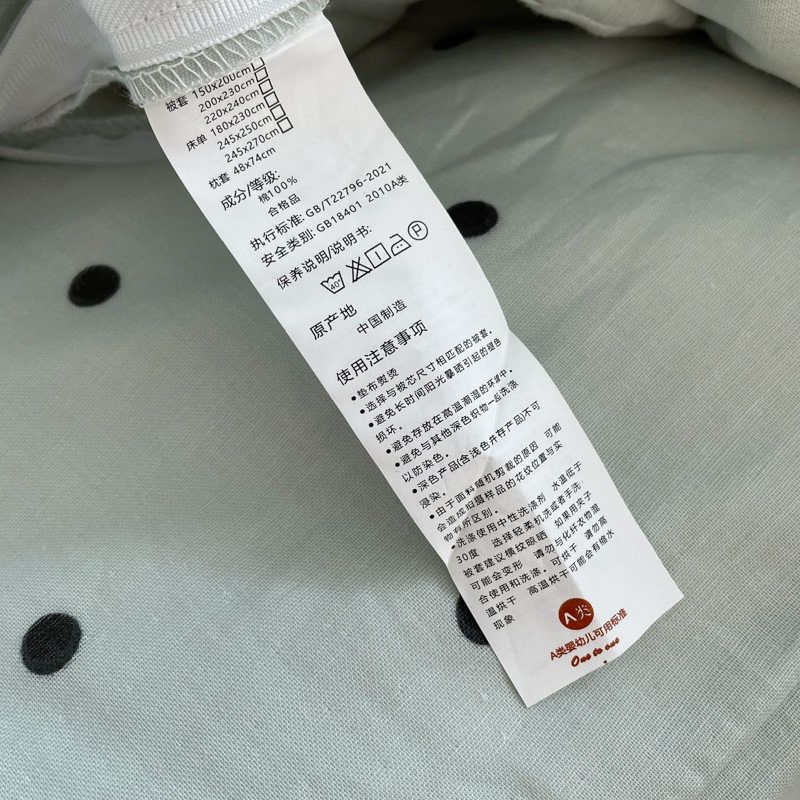 被套 150x200cm
200x230cm
220x240cm
床单 180x230cm
245x250cm
245x270cm
枕套 48x74cm
成分/等级:
棉100%
合格品
执行标准: GB/T22796-2021
安全类别: GB18401 2010A类
保养说明/说明书:
40°
P
原产地
中国制造
使用注意事项
•垫布熨烫
•选择与被芯尺寸相匹配的被套。
•避免长时间阳光暴晒引起的褪色
损坏。
•避免存放在高温潮湿的环境中。
•避免与其他深色织物一起洗涤
以防染色。
•深色产品(含浅色并存产品)不可
浸染。
•由于面料随机剪裁的原因 可能
会造成拍摄样品的花纹位置与实
物有所区别。
•洗涤使用中性洗涤剂 水温低于
30度 选择轻柔机洗或者手洗
被套建议横纹晾晒 如果用夹子
可能会变形 请勿与化纤衣物混
合使用和洗涤。可烘干 请勿高
温烘干 高温烘干可能会有缩水
现象
A类
A类婴幼儿可用标准
One to one